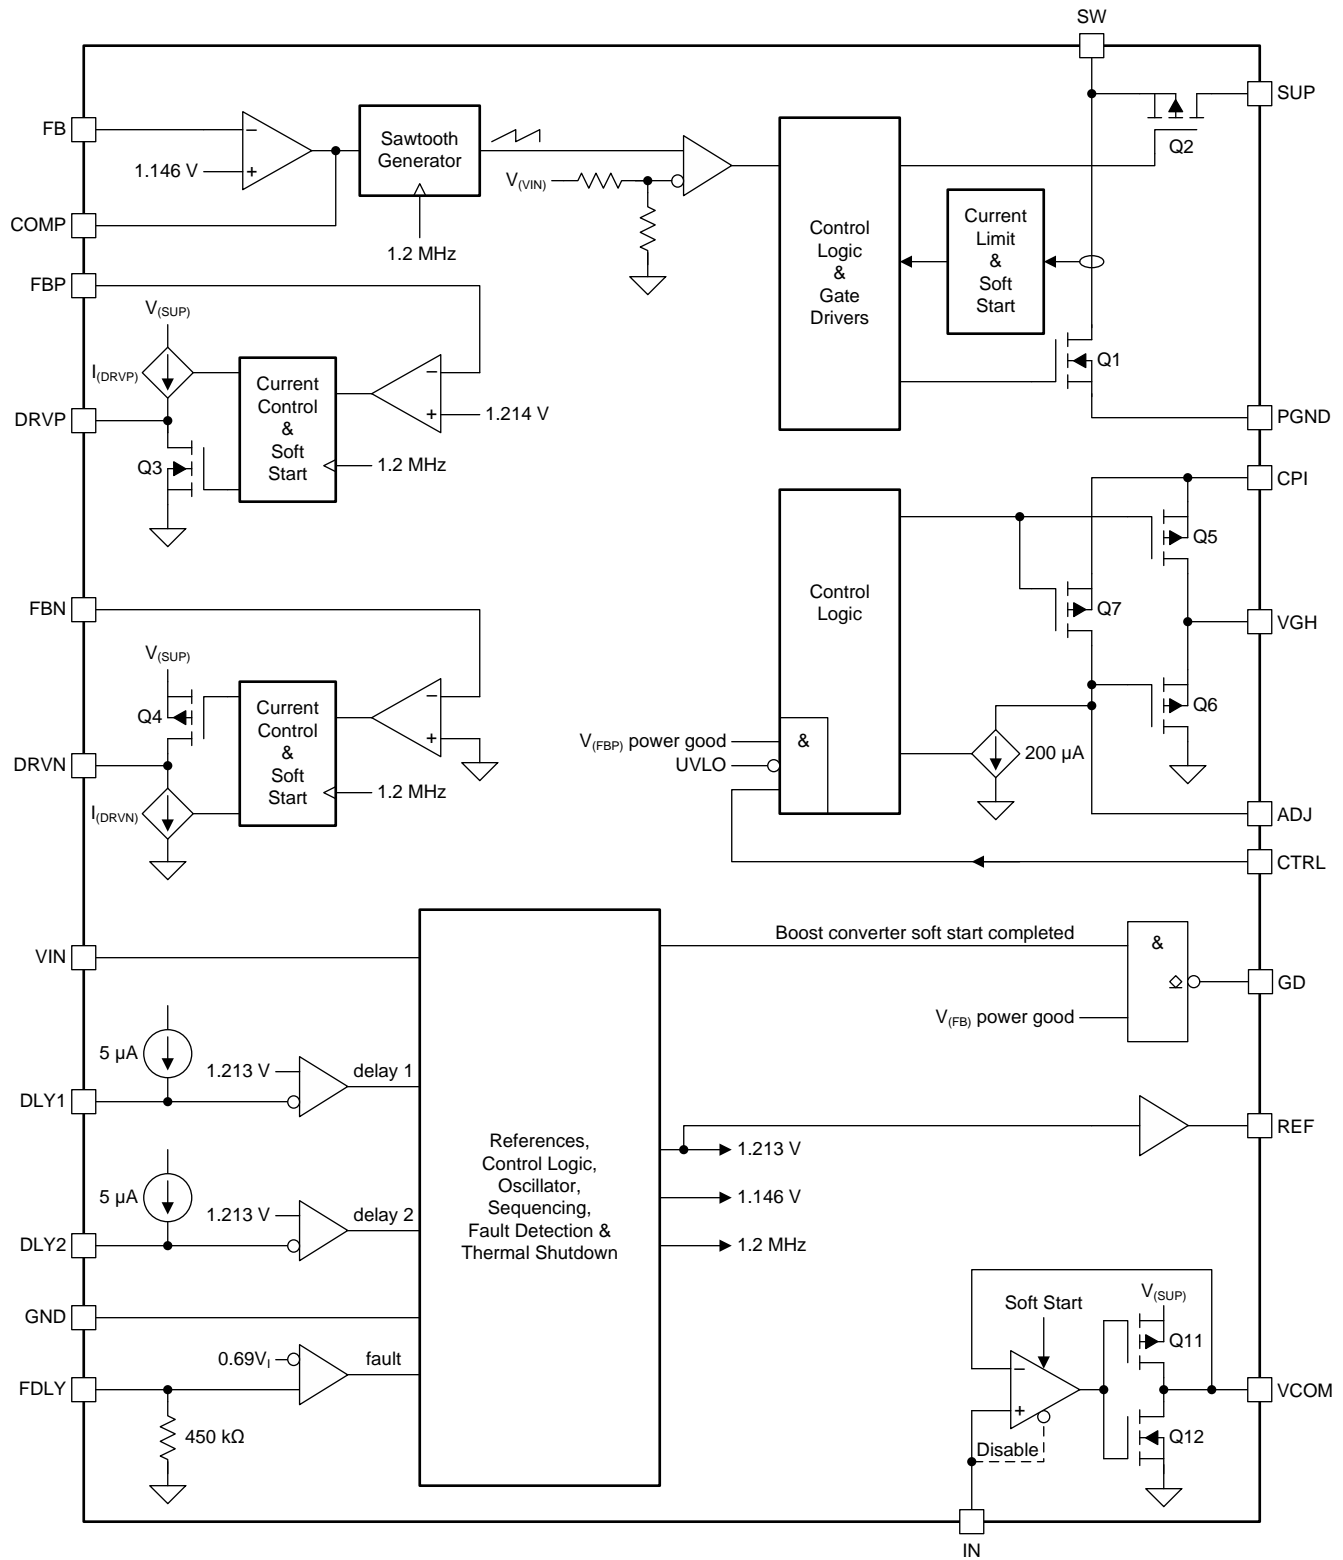 SW
SUP
FB
−
+
1.146 V
Sawtooth
Generator
1.2 MHz
COMP
V(VIN)
Control
Logic
&
Gate
Drivers
Current
Limit
&
Soft
Start
Q2
Q1
PGND
FBP
V(SUP)
I(DRVP)
DRVP
Q3
Current
Control
&
Soft
Start
−
+
1.214 V
1.2 MHz
CPI
Q5
Q7
VGH
Q6
Control
Logic
&
V(FBP) power good
UVLO
200 µA
ADJ
CTRL
FBN
V(SUP)
Q4
DRVN
I(DRVN)
Current
Control
&
Soft
Start
−
+
1.2 MHz
VIN
Boost converter soft start completed
&
V(FB) power good
GD
5 µA
1.213 V
delay 1
DLY1
5 µA
1.213 V
delay 2
DLY2
GND
0.69VI
fault
FDLY
450 kΩ
References,
Control Logic,
Oscillator,
Sequencing,
Fault Detection &
Thermal Shutdown
1.213 V
1.146 V
1.2 MHz
REF
Soft Start
V(SUP)
−
+
Q11
Q12
VCOM
Disable
IN